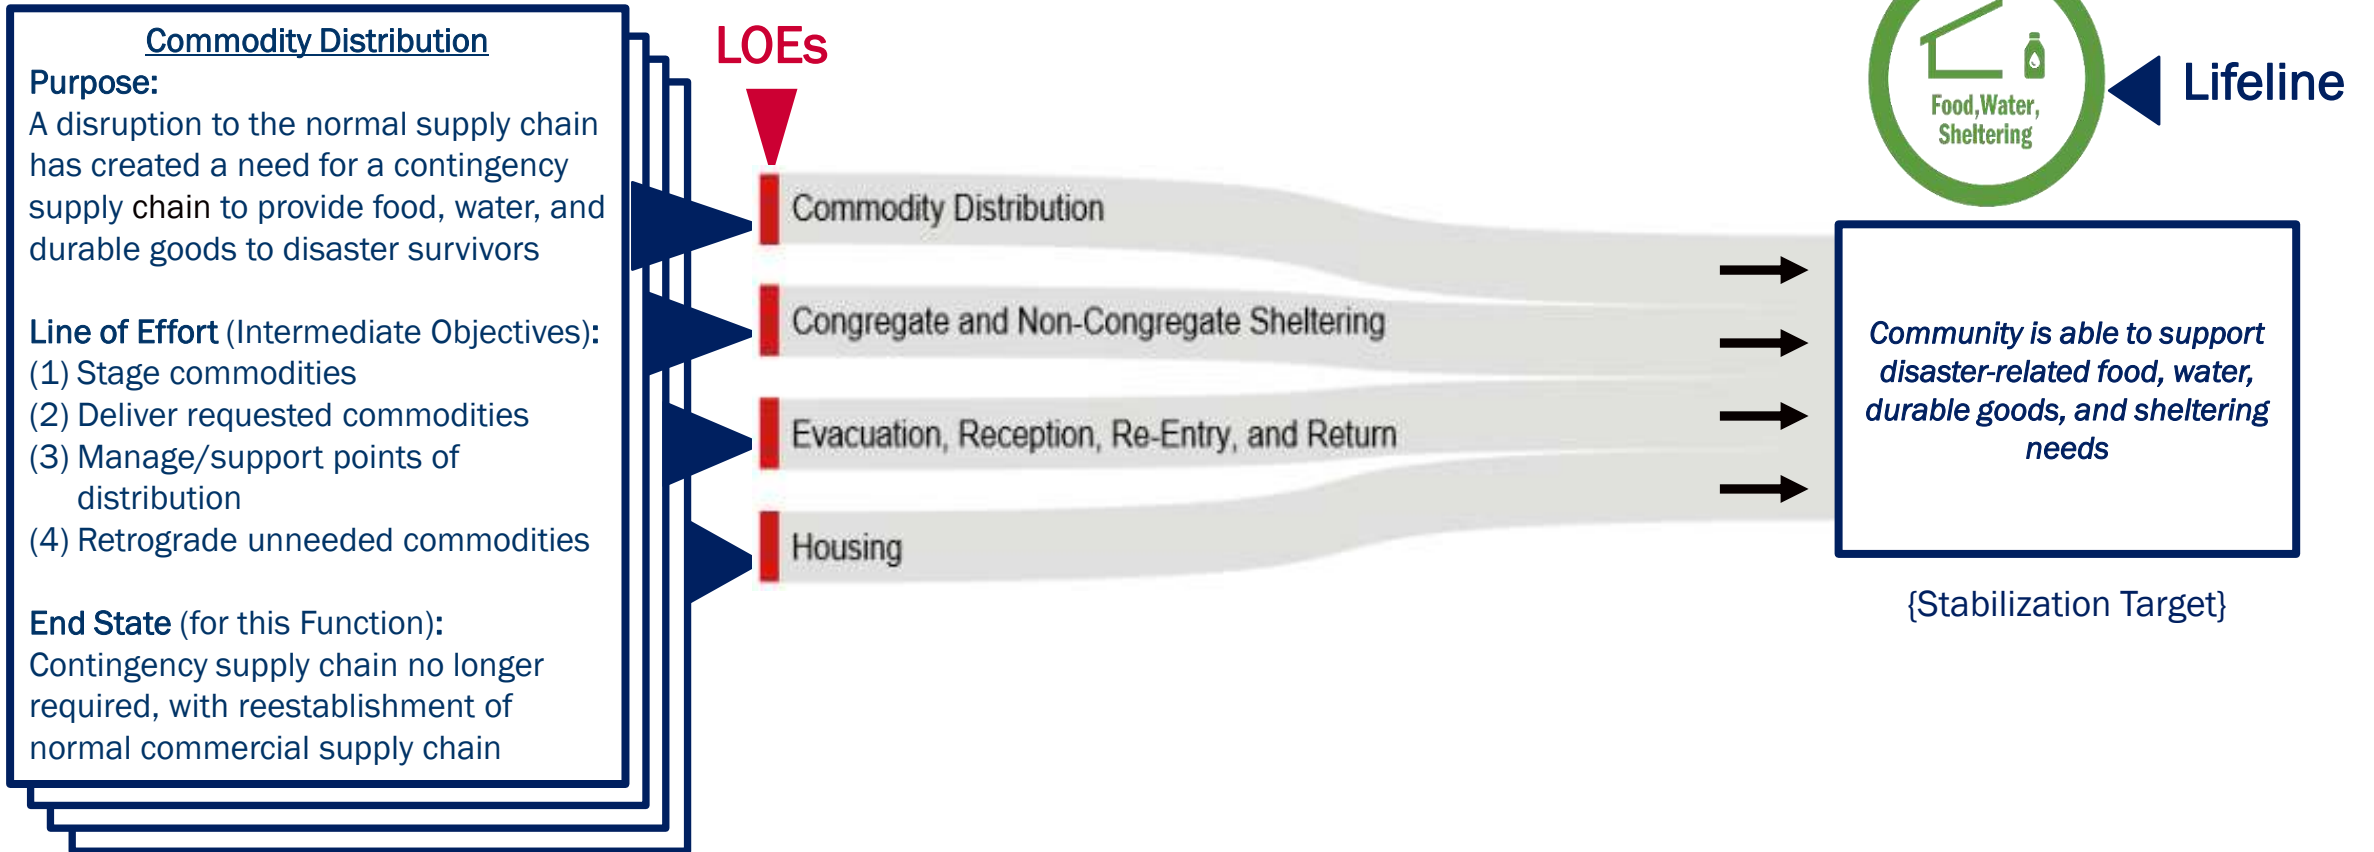 Commodity Distribution
Purpose:
A disruption to the normal supply chain
has created a need for a contingency
supply chain to provide food, water, and
durable goods to disaster survivors
Line of Effort (Intermediate Objectives):
(1) Stage commodities
(2) Deliver requested commodities
(3) Manage/support points of
distribution
(4) Retrograde unneeded commodities
End State (for this Function):
Contingency supply chain no longer
required, with reestablishment of
normal commercial supply chain
LOEs
Commodity Distribution
Congregate and Non-Congregate Sheltering
Evacuation, Reception, Re-Entry, and Return
Housing
Food,Water,
Sheltering
Lifeline
Community is able to support
disaster-related food, water,
durable goods, and sheltering
needs
{Stabilization Target}